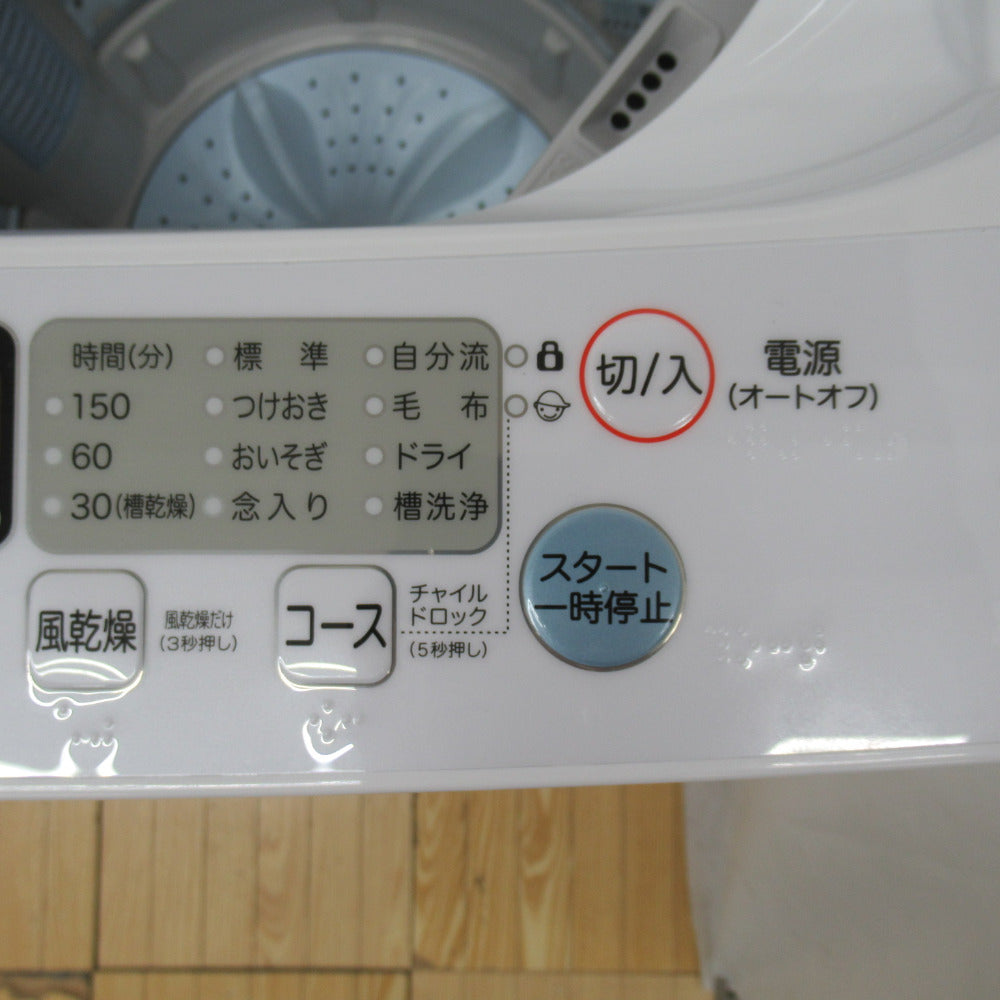 時間(分)
150
60
30(槽乾燥)
標 準
つけおき
おいそぎ
念入り
自分流
毛 布
ドライ
槽洗浄
切/入
電源
(オートオフ)
風乾燥
風乾燥だけ
(3秒押し)
コース
チャイル
ドロック
(5秒押し)
スタート
一時停止